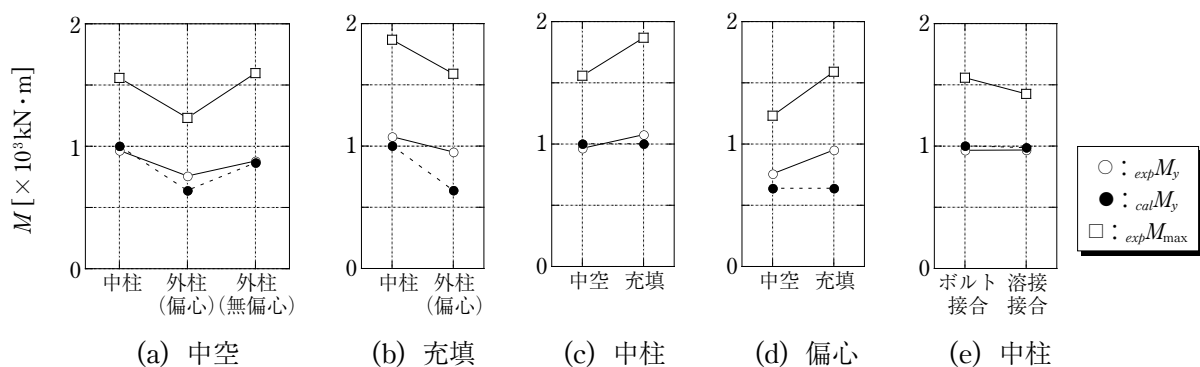 M [×10³kN・m]
2
1
0
中柱 外柱 外柱
(偏心) (無偏心)
(a) 中空
2
1
0
中柱 外柱
(偏心)
(b) 充填
2
1
0
中空 充填
(c) 中柱
2
1
0
中空 充填
(d) 偏心
2
1
0
ボルト 溶接
接合 接合
(e) 中柱
○：expMy
●：calMy
□：expMmax